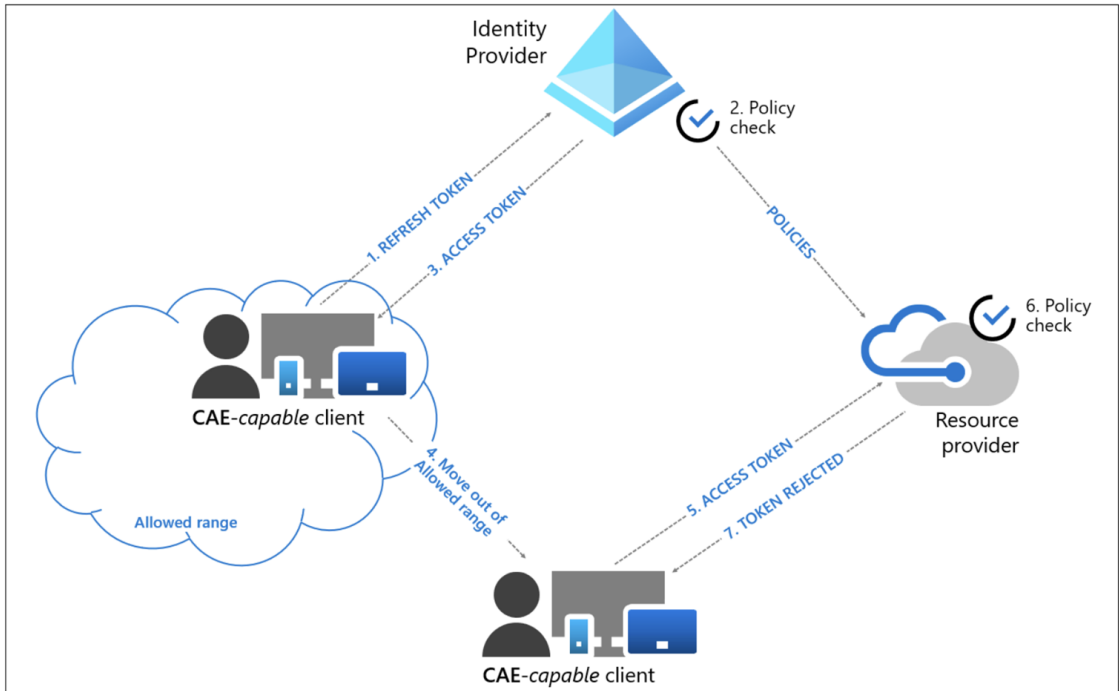 Identity
Provider
2. Policy
check
1. REFRESH TOKEN
3. ACCESS TOKEN
POLICIES
6. Policy
check
CAE-capable client
Resource
provider
4. Move out of
Allowed range
Allowed range
5. ACCESS TOKEN
7. TOKEN REJECTED
CAE-capable client